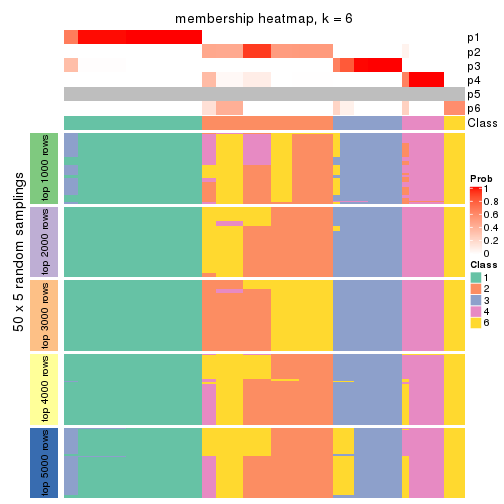 membership heatmap, k = 6
p1
p2
p3
p4
p5
p6
Class
50 x 5 random samplings
top 1000 rows
top 2000 rows
top 3000 rows
top 4000 rows
top 5000 rows
Prob
1
0.8
0.6
0.4
0.2
0
Class
1
2
3
4
6